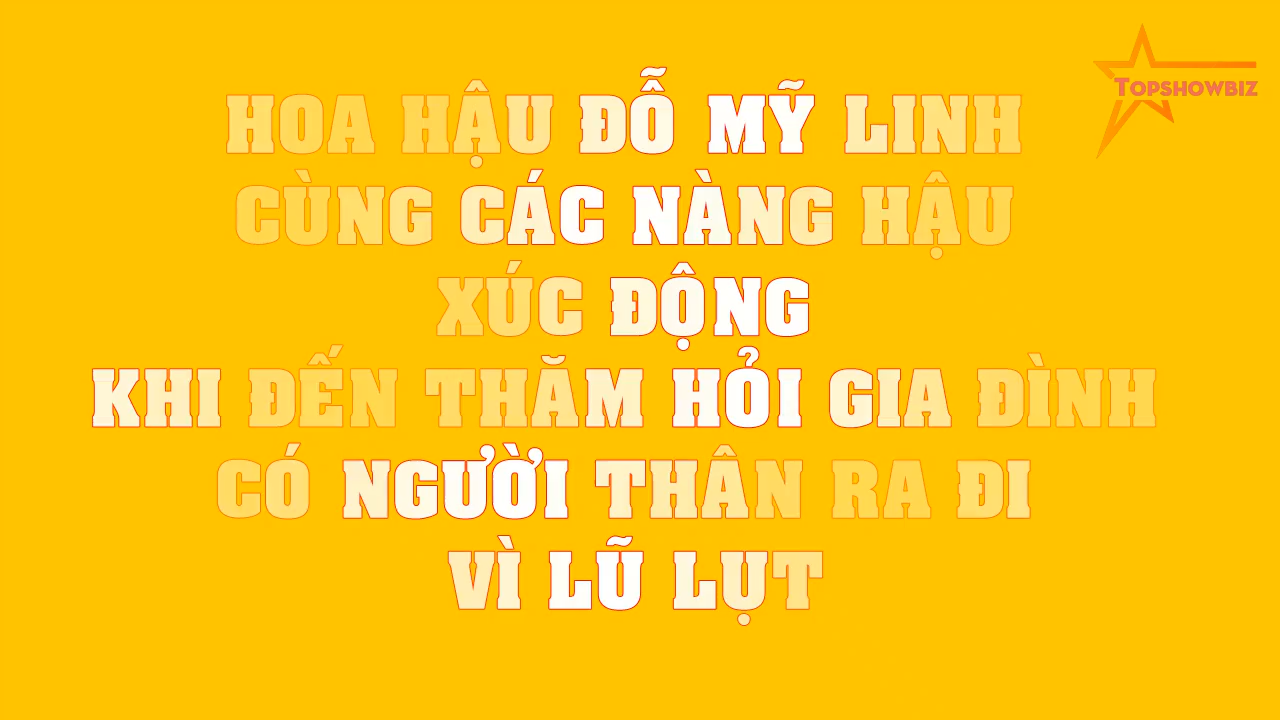 TOPSHOWBIZ
HOA HẬU ĐỖ MỸ LINH
CÙNG CÁC NÀNG HẬU
XÚC ĐỘNG
KHI ĐẾN THĂM HỎI GIA ĐÌNH
CÓ NGƯỜI THÂN RA ĐI
VÌ LŨ LỤT